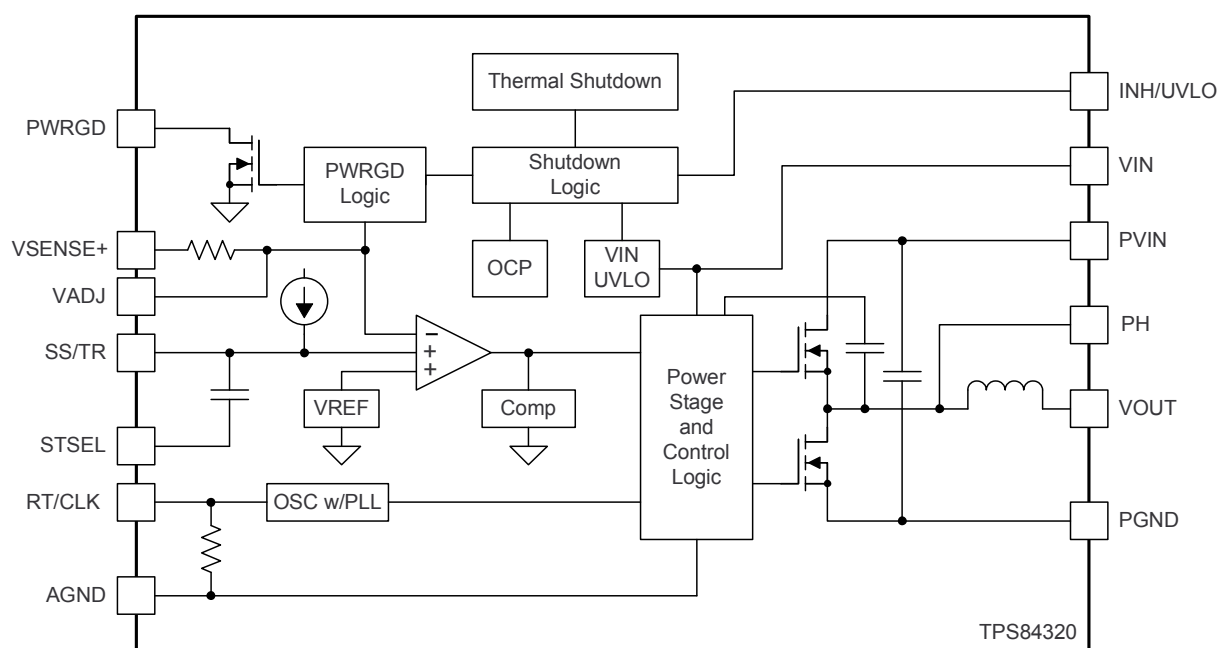 Thermal Shutdown
INH/UVLO
PWRGD
PWRGD
Logic
Shutdown
Logic
VIN
VSENSE+
OCP
VIN
UVLO
PVIN
VADJ
SS/TR
−
+
+
PH
VREF
Comp
Power
Stage
and
Control
Logic
VOUT
STSEL
RT/CLK
OSC w/PLL
PGND
AGND
TPS84320